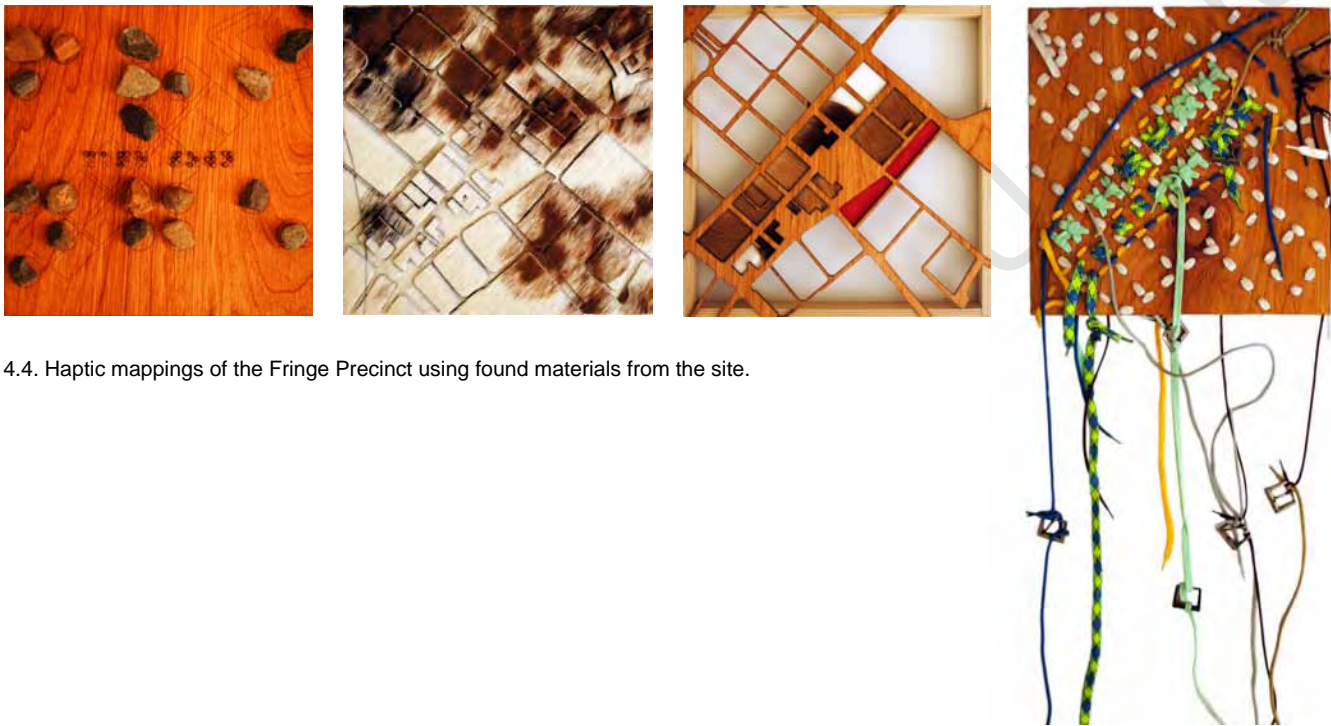 4.4. Haptic mappings of the Fringe Precinct using found materials from the site.